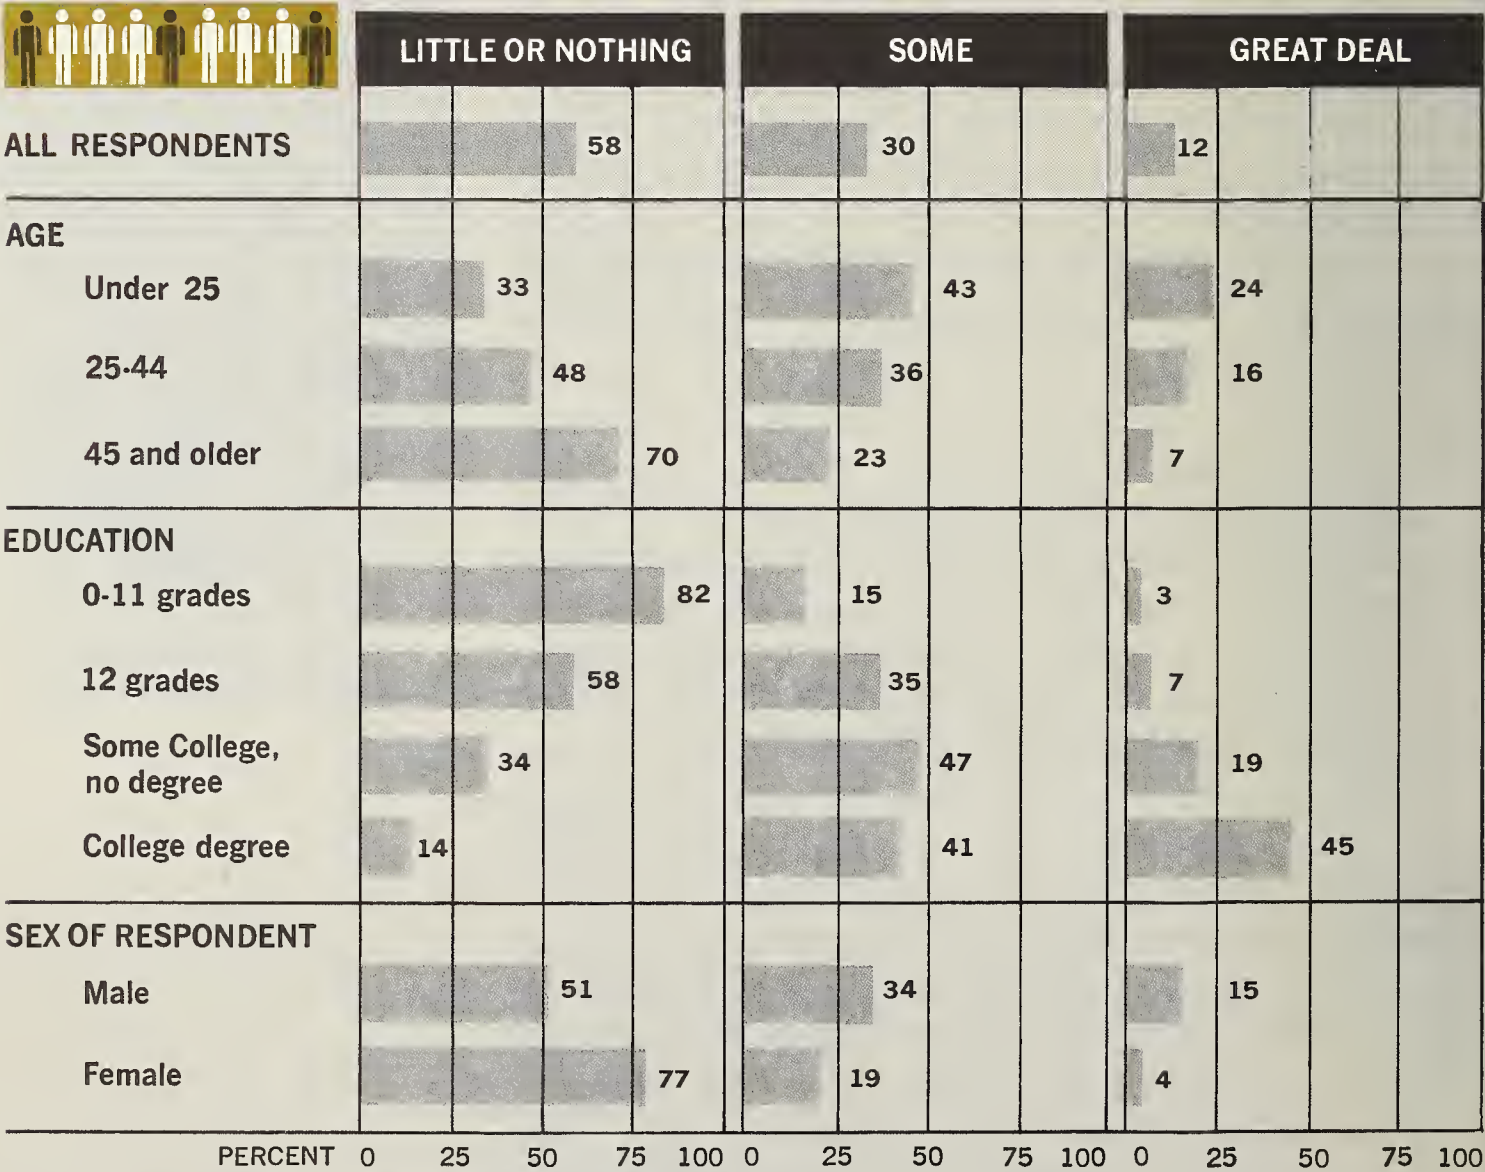 LITTLE OR NOTHING SOME GREAT DEAL
ALL RESPONDENTS 58 30 12
AGE
Under 25 33 43 24
25-44 48 36 16
45 and older 70 23 7
EDUCATION
0-11 grades 82 15 3
12 grades 58 35 7
Some College,
no degree 34 47 19
College degree 14 41 45
SEX OF RESPONDENT
Male 51 34 15
Female 77 19 4
PERCENT 0 25 50 75 100 0 25 50 75 100 0 25 50 75 100